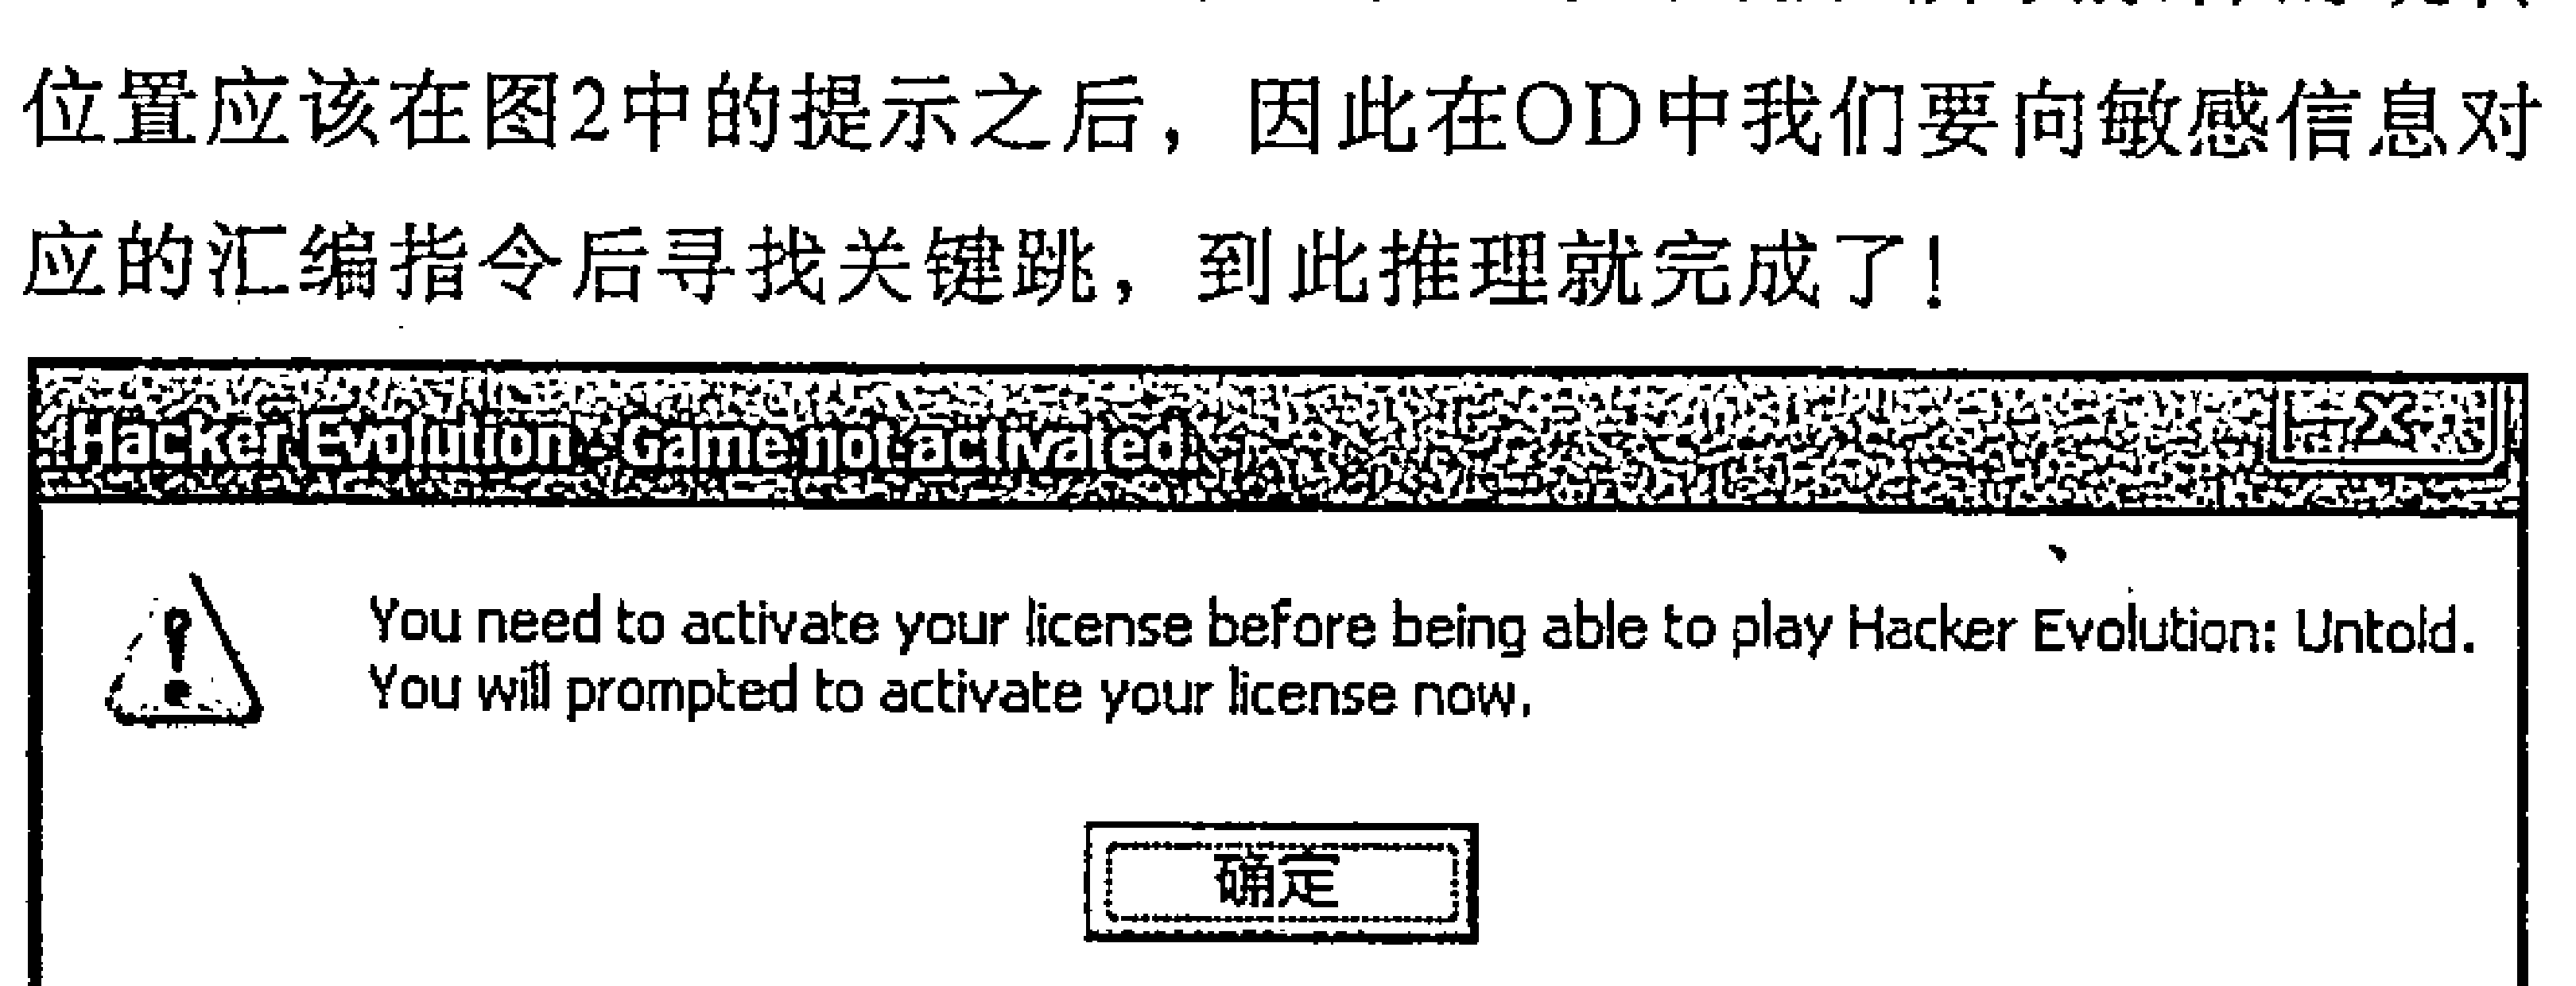 位置应该在图2中的提示之后，因此在OD中我们要向敏感信息对
应的汇编指令后寻找关键跳，到此推理就完成了！
Hacker Evolution - Game not activated
You need to activate your license before being able to play Hacker Evolution: Untold.
You will prompted to activate your license now.
确定